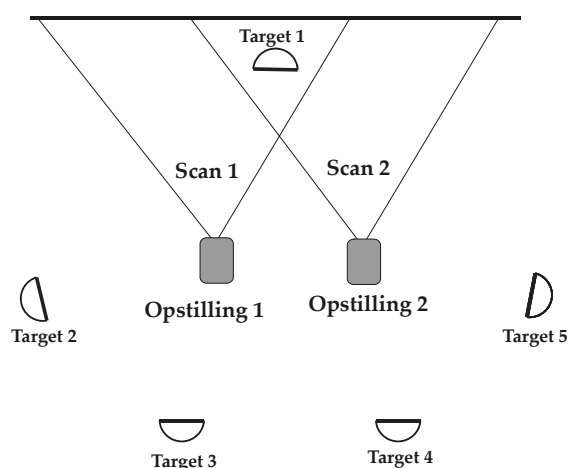 Target 1
Scan 1
Scan 2
Opstilling 1
Opstilling 2
Target 2
Target 5
Target 3
Target 4